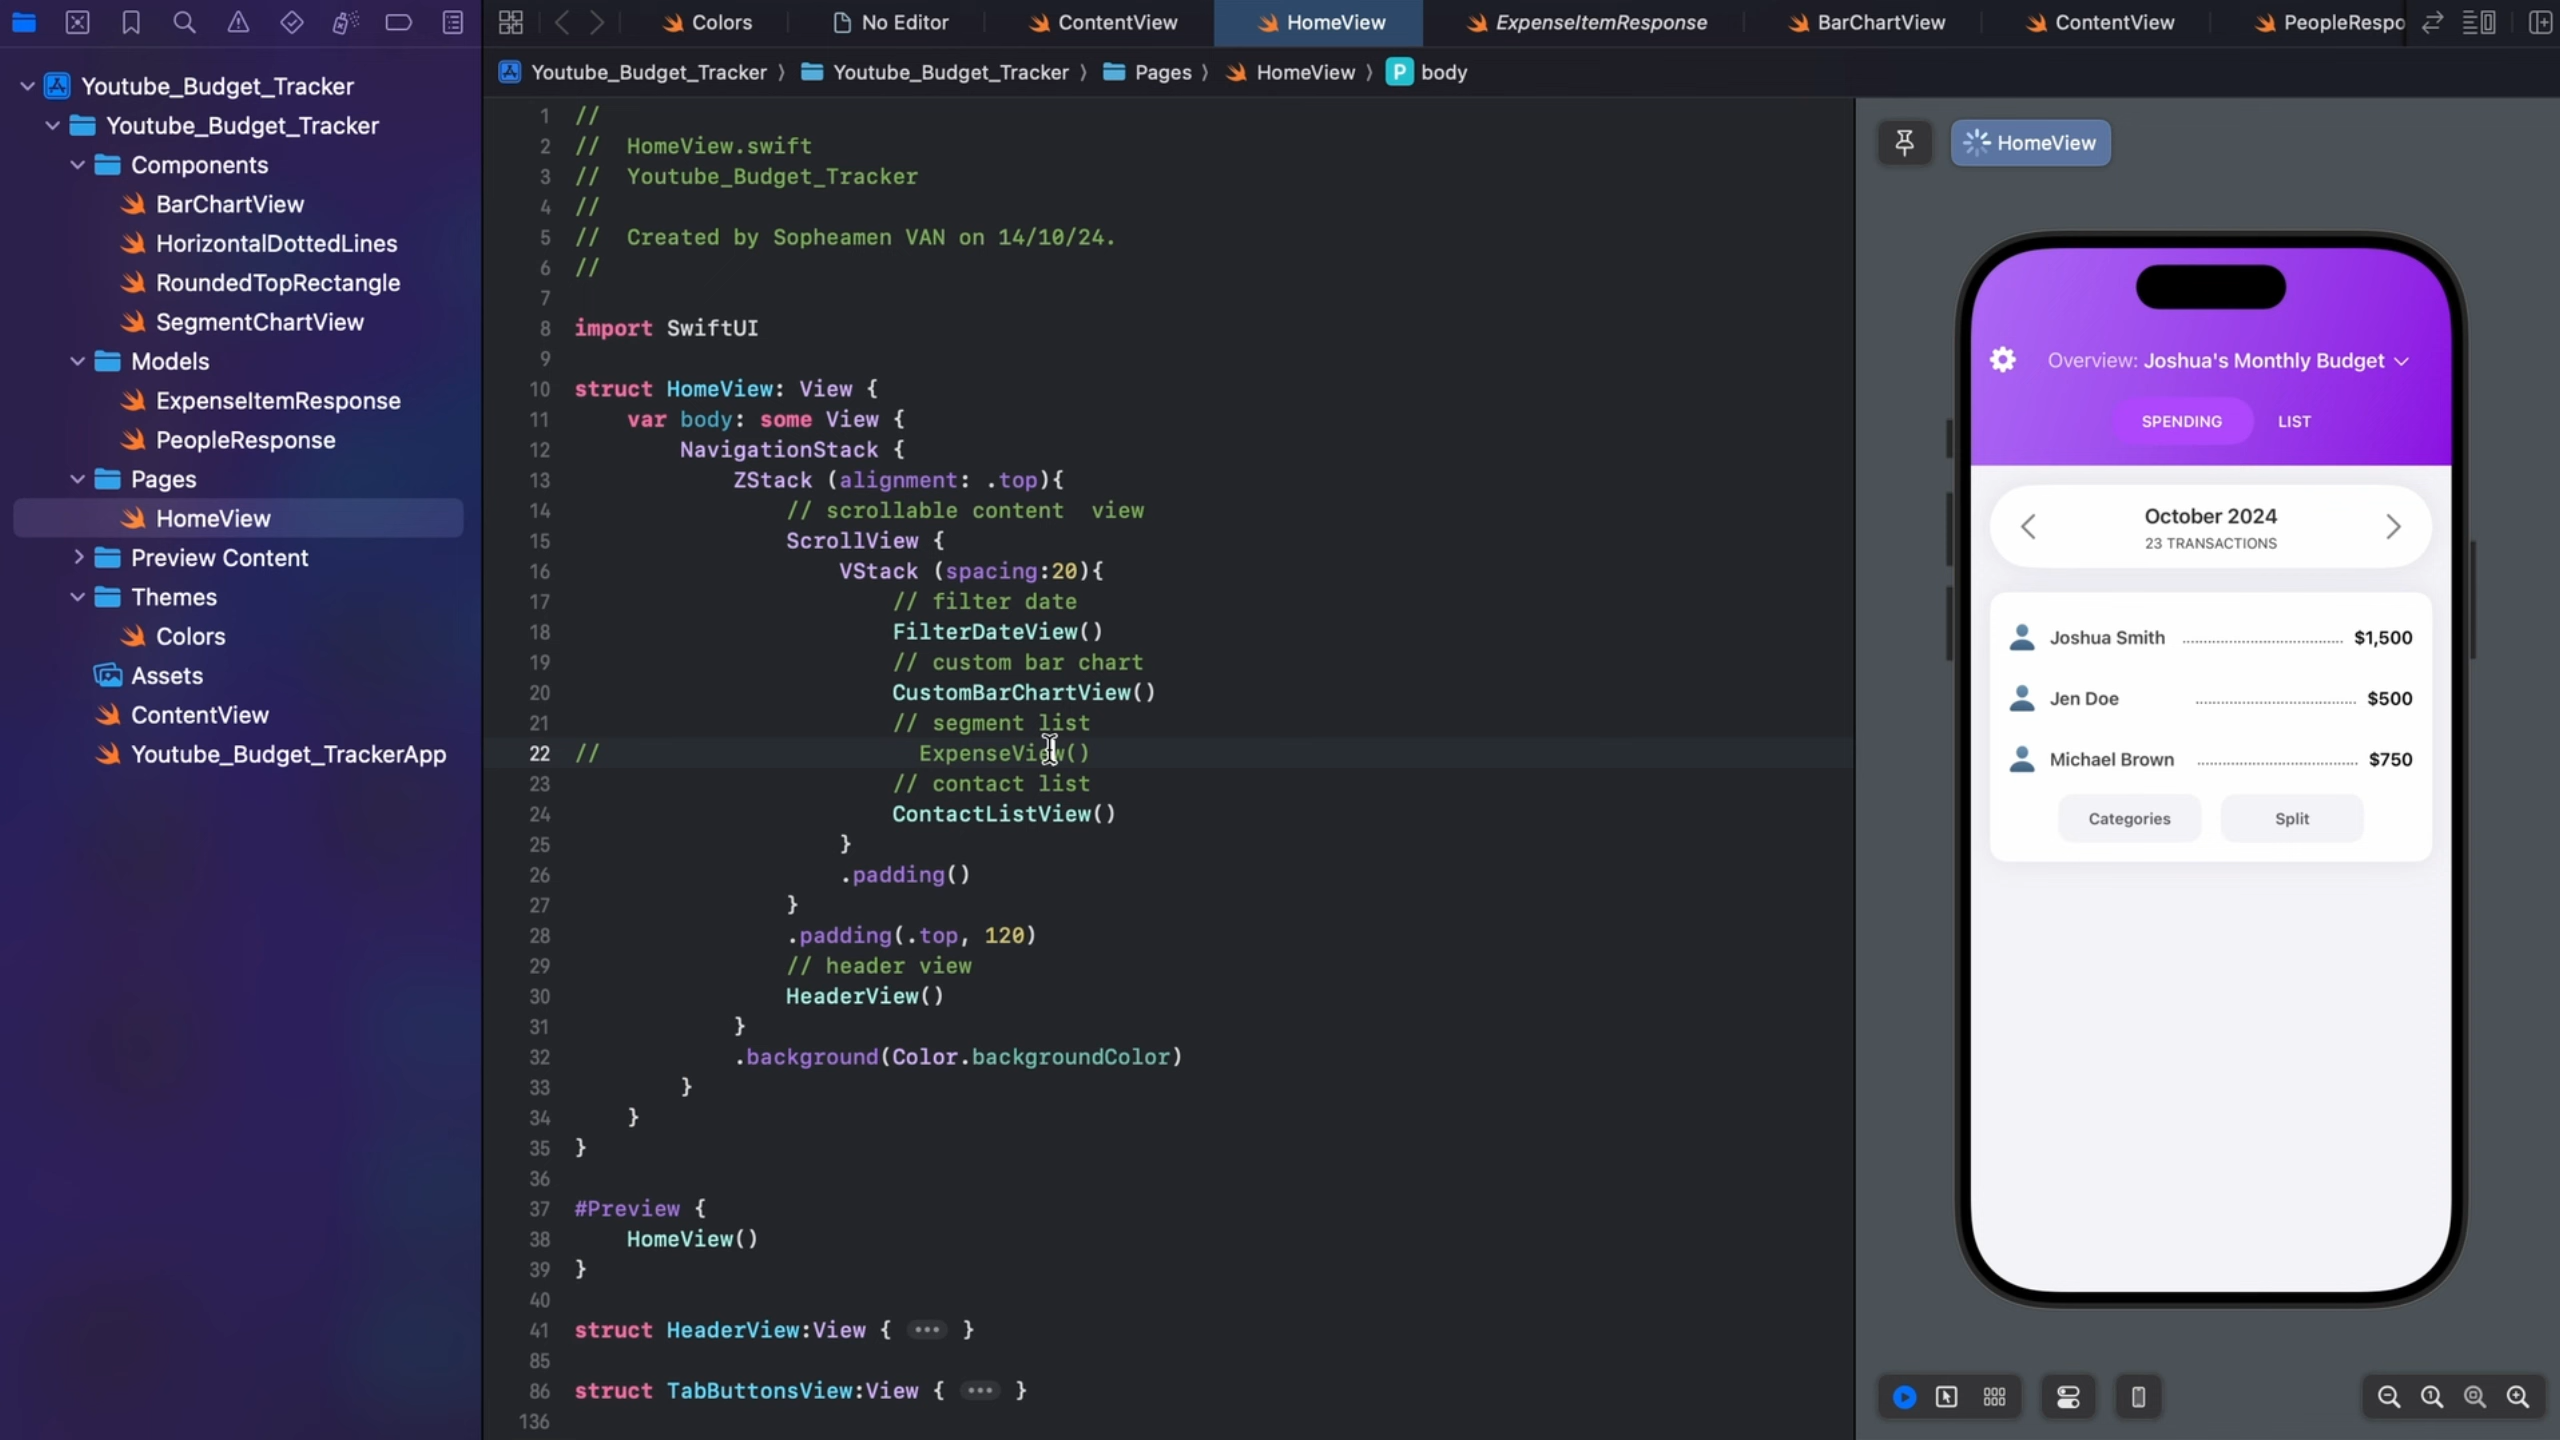 Colors
No Editor
ContentView
HomeView
ExpenseItemResponse
BarChartView
ContentView
PeopleRespo
Youtube_Budget_Tracker
Youtube_Budget_Tracker
Components
BarChartView
HorizontalDottedLines
RoundedTopRectangle
SegmentChartView
Models
ExpenseItemResponse
PeopleResponse
Pages
HomeView
Preview Content
Themes
Colors
Assets
ContentView
Youtube_Budget_TrackerApp
Youtube_Budget_Tracker 〉 Youtube_Budget_Tracker 〉 Pages 〉 HomeView 〉 P body
1 //
2 //  HomeView.swift
3 //  Youtube_Budget_Tracker
4 //
5 //  Created by Sopheamen VAN on 14/10/24.
6 //
7
8 import SwiftUI
9
10 struct HomeView: View {
11     var body: some View {
12         NavigationStack {
13             ZStack (alignment: .top){
14                 // scrollable content  view
15                 ScrollView {
16                     VStack (spacing:20){
17                         // filter date
18                         FilterDateView()
19                         // custom bar chart
20                         CustomBarChartView()
21                         // segment list
22 //                        ExpenseView()
23                         // contact list
24                         ContactListView()
25                     }
26                     .padding()
27                 }
28                 .padding(.top, 120)
29                 // header view
30                 HeaderView()
31             }
32             .background(Color.backgroundColor)
33         }
34     }
35 }
36
37 #Preview {
38     HomeView()
39 }
40
41 struct HeaderView:View { ••• }
85
86 struct TabButtonsView:View { ••• }
136
HomeView
Overview: Joshua's Monthly Budget
SPENDING LIST
October 2024
23 TRANSACTIONS
Joshua Smith $1,500
Jen Doe $500
Michael Brown $750
Categories Split